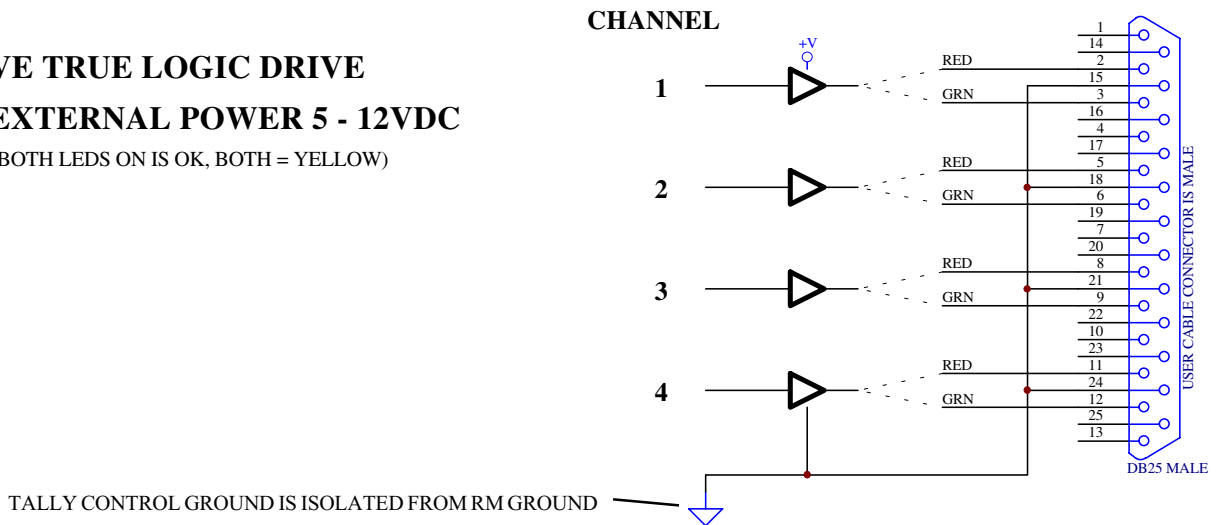 CHANNEL
VE TRUE LOGIC DRIVE
EXTERNAL POWER 5 - 12VDC
BOTH LEDS ON IS OK, BOTH = YELLOW)
+V
1
RED
GRN
2
RED
GRN
3
RED
GRN
4
RED
GRN
1
14
2
15
3
16
4
17
5
18
6
19
7
20
8
21
9
22
10
23
11
24
12
25
13
USER CABLE CONNECTOR IS MALE
DB25 MALE
TALLY CONTROL GROUND IS ISOLATED FROM RM GROUND